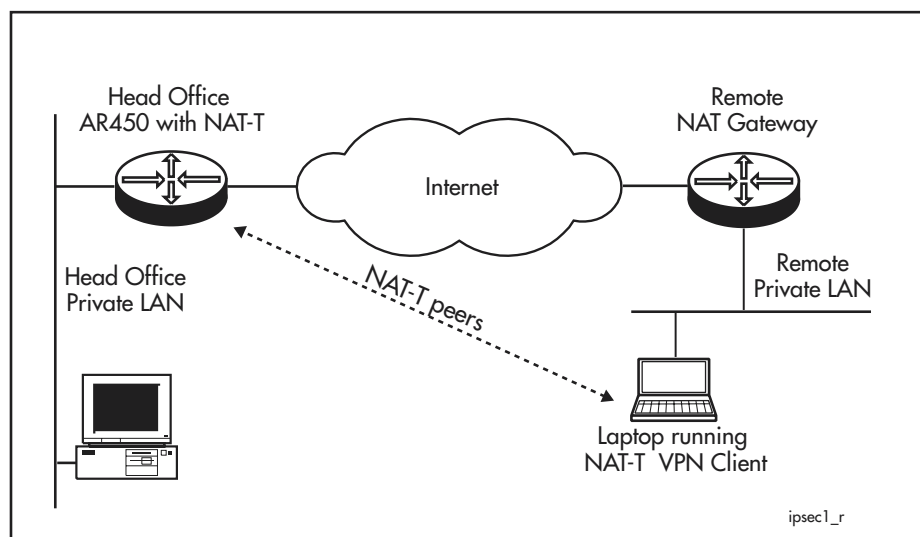 Head Office
AR450 with NAT-T
Remote
NAT Gateway
Internet
Head Office
Private LAN
NAT-T peers
Remote
Private LAN
Laptop running
NAT-T VPN Client
ipsec1_r